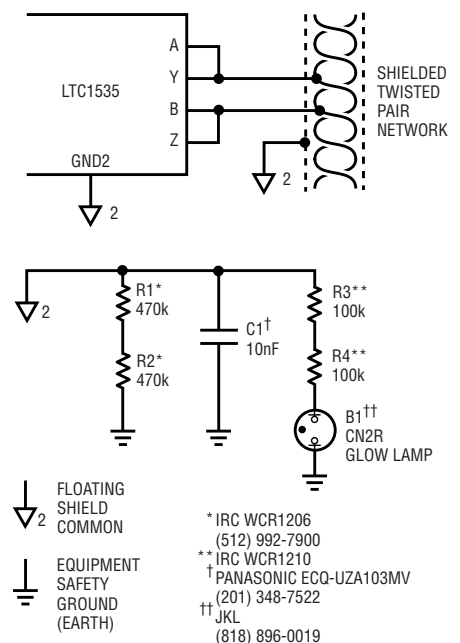 A
Y
LTC1535
B
Z
GND2
2
2
SHIELDED
TWISTED
PAIR
NETWORK
2
R1*
470k
R2*
470k
C1†
10nF
R3**
100k
R4**
100k
B1††
CN2R
GLOW LAMP
2
FLOATING
SHIELD
COMMON
EQUIPMENT
SAFETY
GROUND
(EARTH)
* IRC WCR1206
(512) 992-7900
** IRC WCR1210
† PANASONIC ECQ-UZA103MV
(201) 348-7522
†† JKL
(818) 896-0019